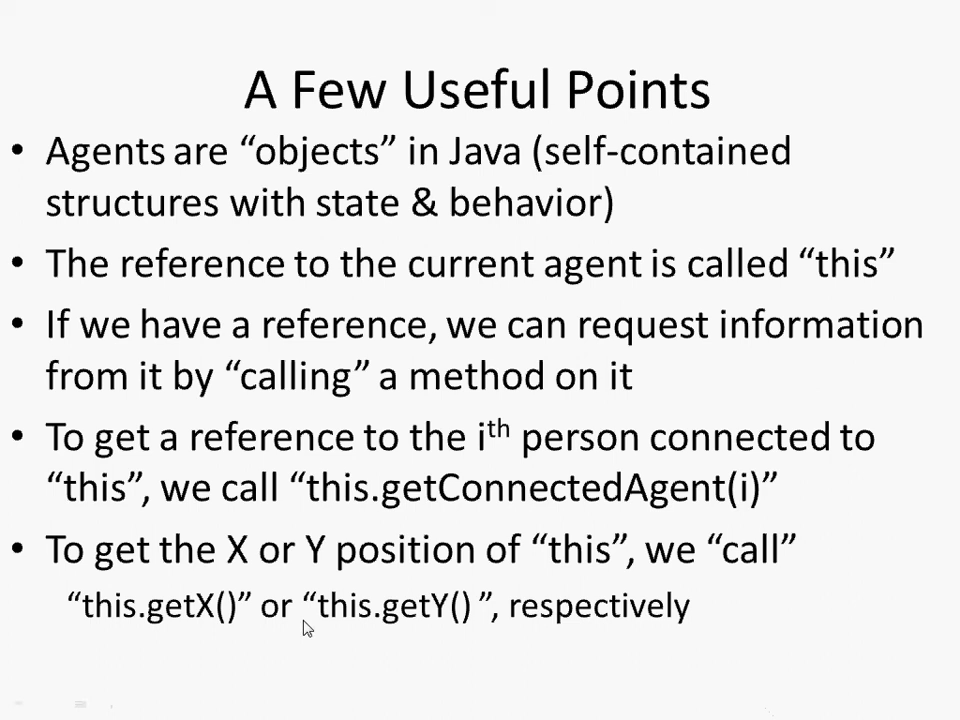 A Few Useful Points
• Agents are “objects” in Java (self-contained
structures with state & behavior)
• The reference to the current agent is called “this”
• If we have a reference, we can request information
from it by “calling” a method on it
• To get a reference to the ith person connected to
“this”, we call “this.getConnectedAgent(i)”
• To get the X or Y position of “this”, we “call”
“this.getX()” or “this.getY() ”, respectively